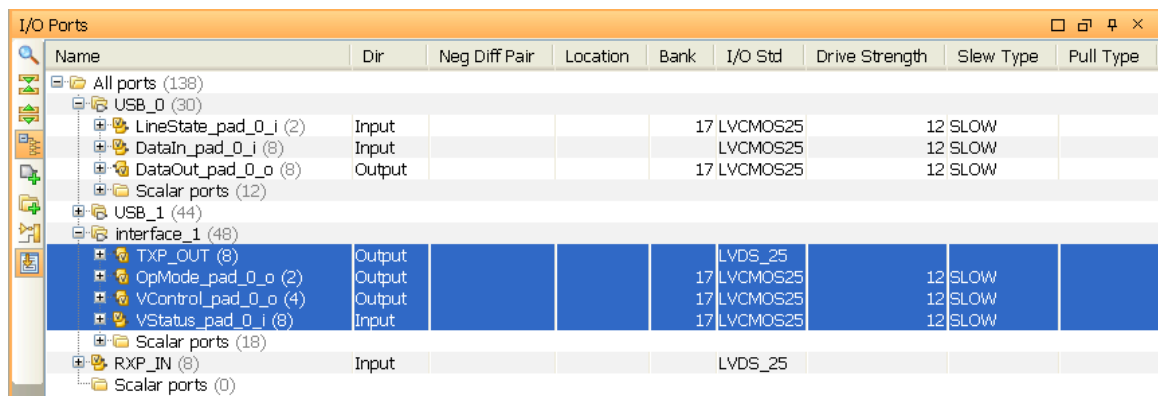 I/O Ports
Name Dir Neg Diff Pair Location Bank I/O Std Drive Strength Slew Type Pull Type
All ports (138)
USB_0 (30)
LineState_pad_0_i (2) Input 17 LVCMOS25 12 SLOW
DataIn_pad_0_i (8) Input LVCMOS25 12 SLOW
DataOut_pad_0_o (8) Output 17 LVCMOS25 12 SLOW
Scalar ports (12)
USB_1 (44)
interface_1 (48)
TXP_OUT (8) Output LVDS_25
OpMode_pad_0_o (2) Output 17 LVCMOS25 12 SLOW
VControl_pad_0_o (4) Output 17 LVCMOS25 12 SLOW
VStatus_pad_0_i (8) Input 17 LVCMOS25 12 SLOW
Scalar ports (18)
RXP_IN (8) Input LVDS_25
Scalar ports (0)